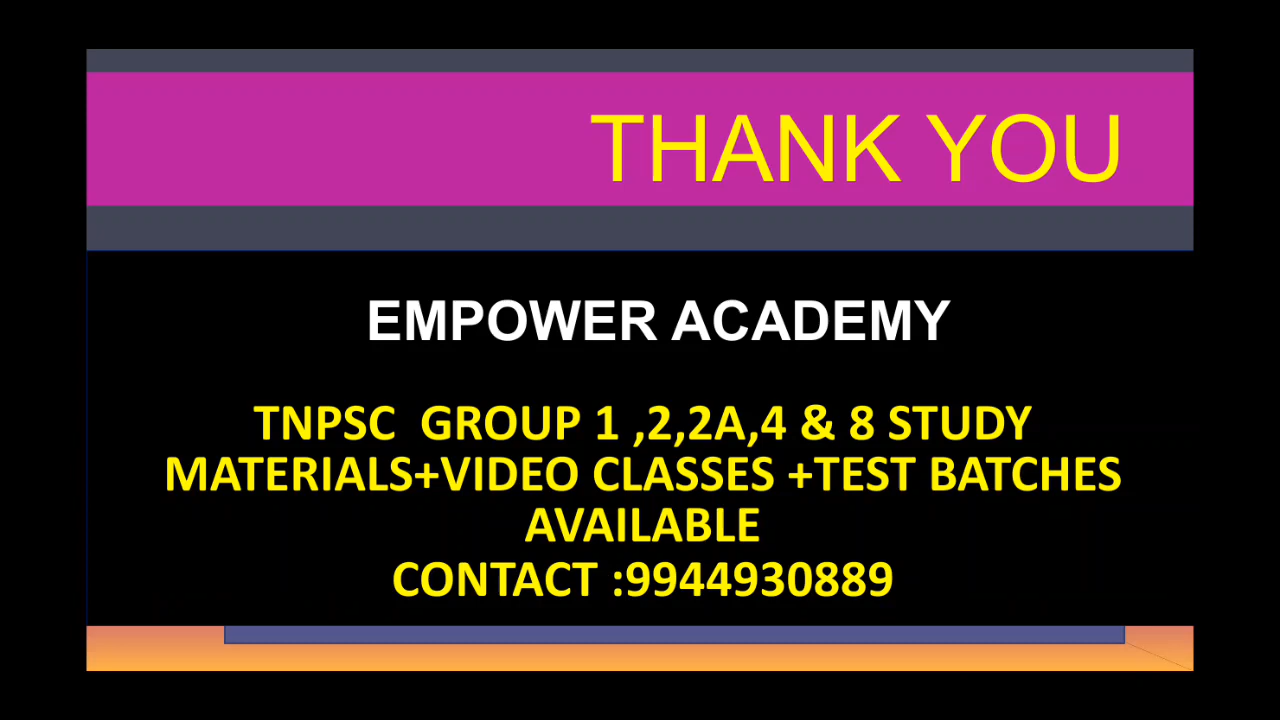 THANK YOU
EMPOWER ACADEMY
TNPSC  GROUP 1 ,2,2A,4 & 8 STUDY
MATERIALS+VIDEO CLASSES +TEST BATCHES
AVAILABLE
CONTACT :9944930889